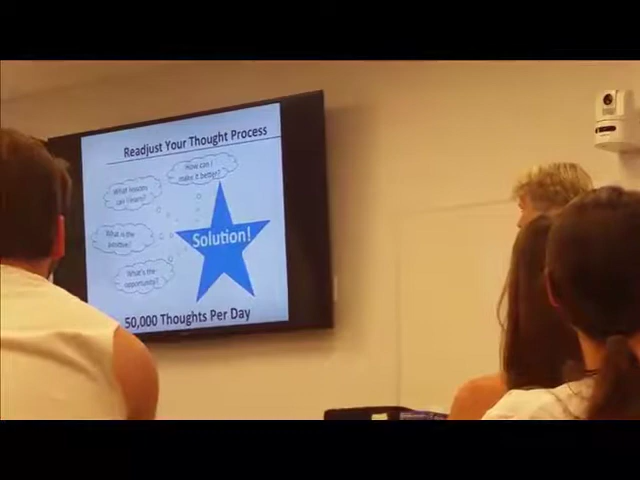 Readjust Your Thought Process
How can I
make it better?
What lessons
can I learn?
What is the
positive?
What's the
opportunity?
Solution!
50,000 Thoughts Per Day